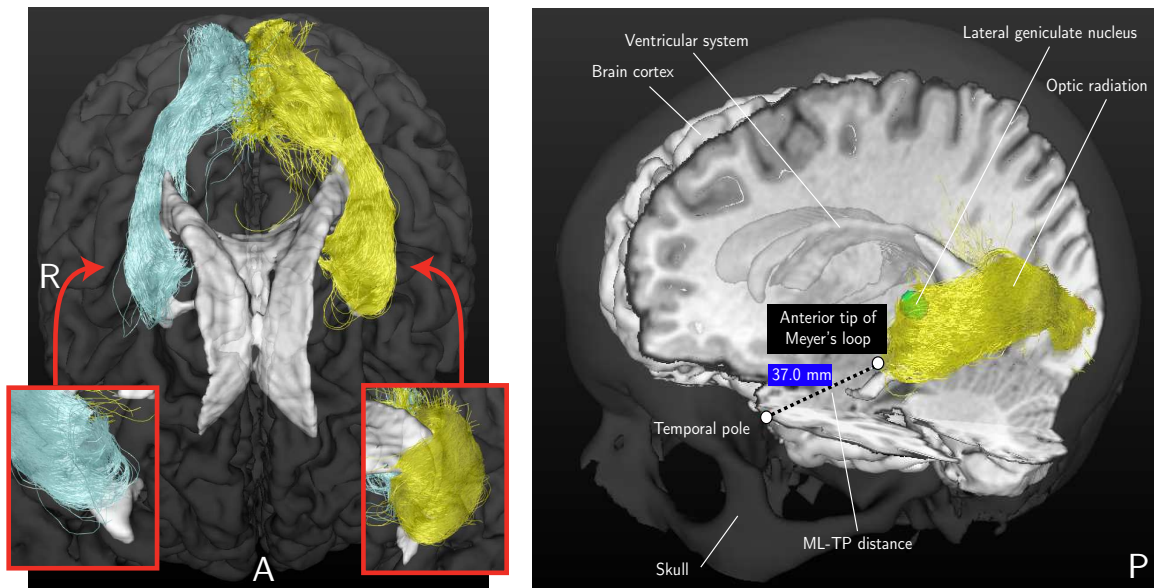 R
A
Ventricular system
Lateral geniculate nucleus
Brain cortex
Optic radiation
Anterior tip of
Meyer's loop
37.0 mm
Temporal pole
ML-TP distance
Skull
P